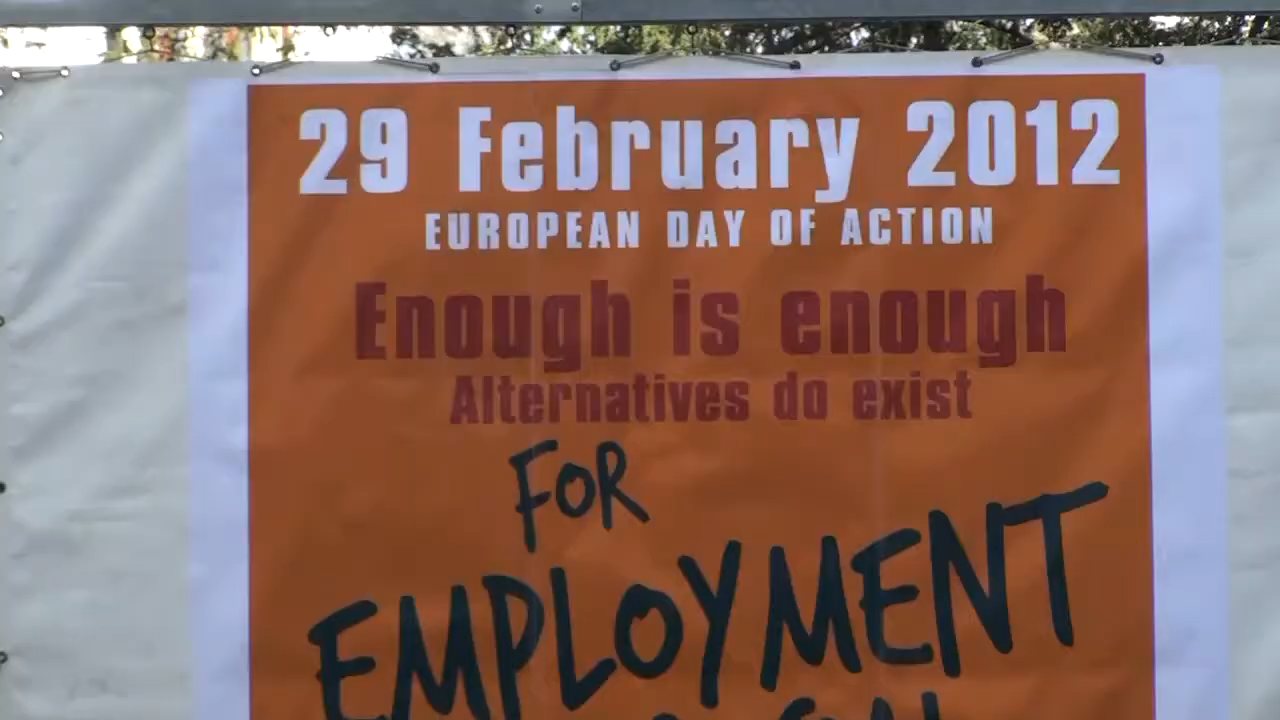 29 February 2012
EUROPEAN DAY OF ACTION
Enough is enough
Alternatives do exist
FOR
EMPLOYMENT